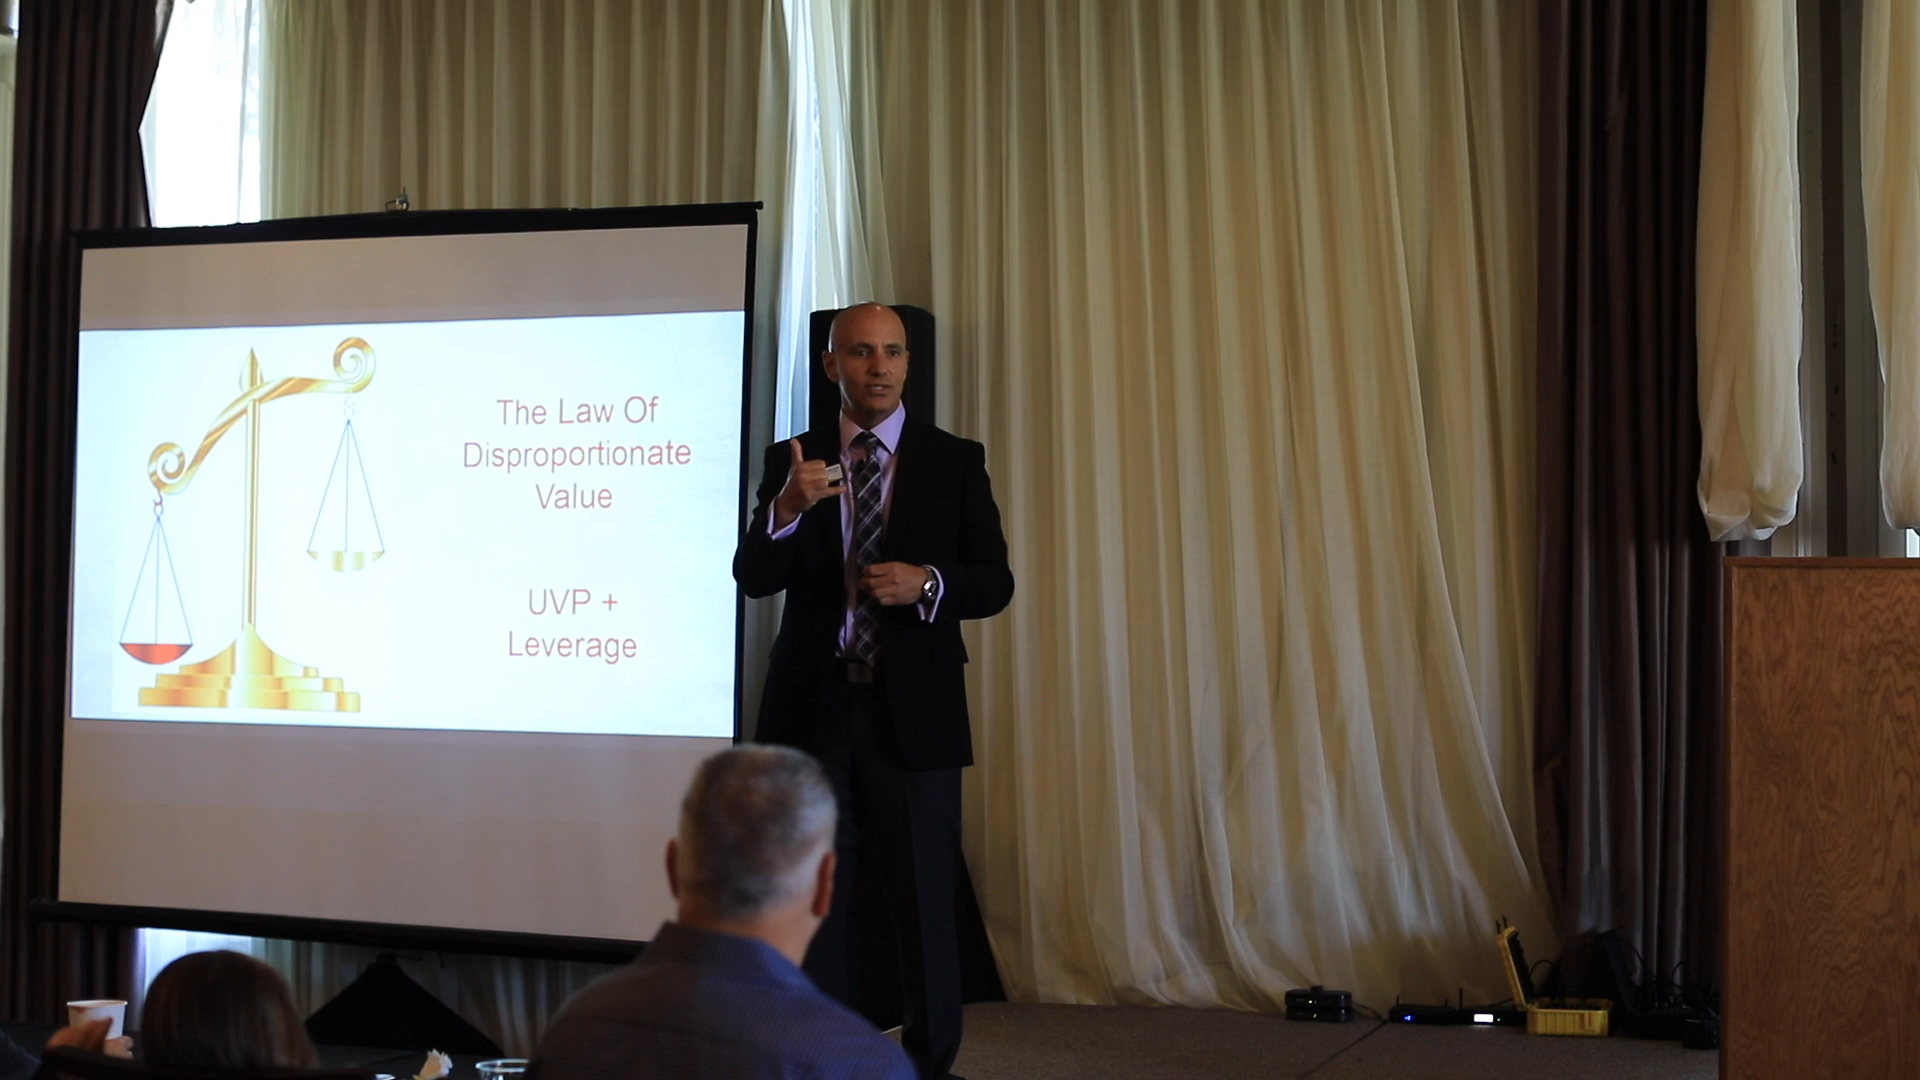 The Law Of
Disproportionate
Value
UVP +
Leverage